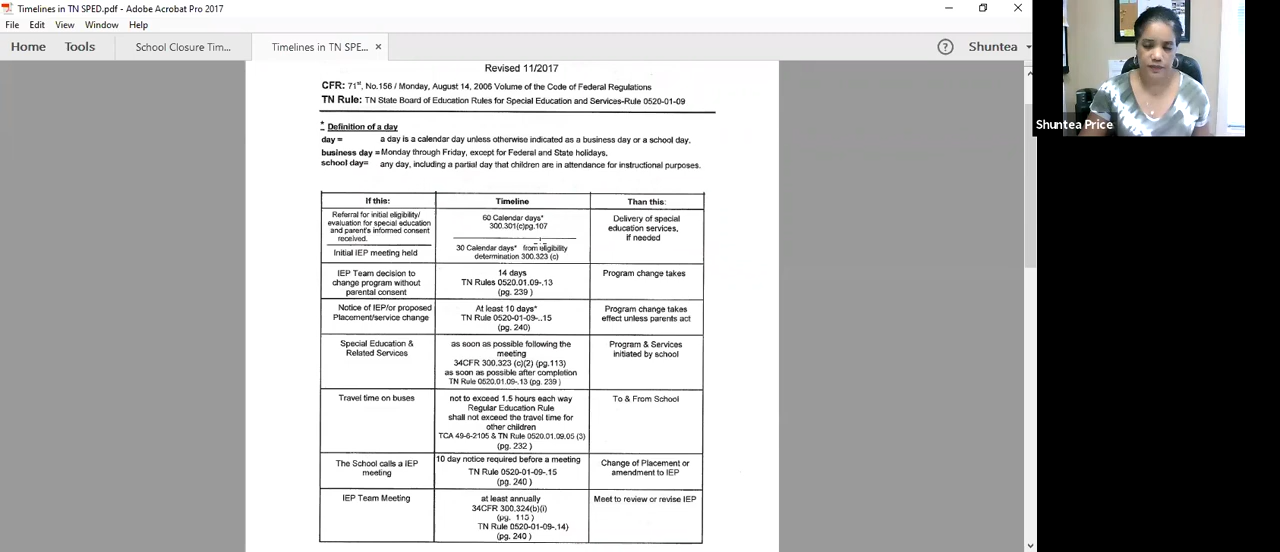 Timelines in TN SPED.pdf - Adobe Acrobat Pro 2017
File Edit View Window Help
Home Tools School Closure Tim... Timelines in TN SPE... × Shuntea
Revised 11/2017
CFR: 71st, No.156 / Monday, August 14, 2006 Volume of the Code of Federal Regulations
TN Rule: TN State Board of Education Rules for Special Education and Services-Rule 0520-01-09
* Definition of a day
day = a day is a calendar day unless otherwise indicated as a business day or a school day.
business day = Monday through Friday, except for Federal and State holidays.
school day= any day, including a partial day that children are in attendance for instructional purposes.
If this: Timeline Than this:
Referral for initial eligibility/
evaluation for special education
and parent's informed consent
received.
Initial IEP meeting held
60 Calendar days*
300.301(c)pg.107
30 Calendar days* from eligibility
determination 300.323 (c)
Delivery of special
education services,
if needed
IEP Team decision to
change program without
parental consent
14 days
TN Rules 0520.01.09-.13
(pg. 239)
Program change takes
Notice of IEP/or proposed
Placement/service change
At least 10 days*
TN Rule 0520-01-09-..15
(pg. 240)
Program change takes
effect unless parents act
Special Education &
Related Services
as soon as possible following the
meeting
34CFR 300.323 (c)(2) (pg.113)
as soon as possible after completion
TN Rule 0520.01.09-.13 (pg. 239)
Program & Services
initiated by school
Travel time on buses
not to exceed 1.5 hours each way
Regular Education Rule
shall not exceed the travel time for
other children
TCA 49-6-2105 & TN Rule 0520.01.09.05 (3)
(pg. 232)
To & From School
The School calls a IEP
meeting
10 day notice required before a meeting
TN Rule 0520-01-09-.15
(pg. 240)
Change of Placement or
amendment to IEP
IEP Team Meeting
at least annually
34CFR 300.324(b)(i)
(pg. 115)
TN Rule 0520-01-09-.14)
(pg. 240)
Meet to review or revise IEP
Shuntea Price